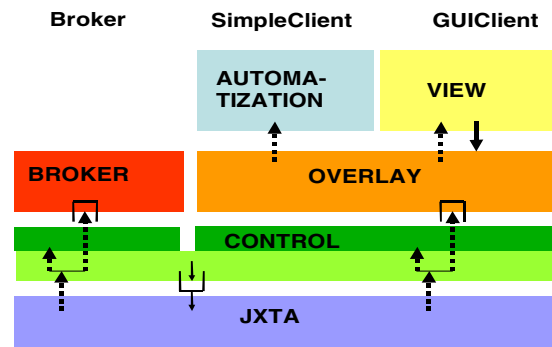 Broker SimpleClient GUIClient
AUTOMA-
TIZATION
VIEW
BROKER
OVERLAY
CONTROL
JXTA